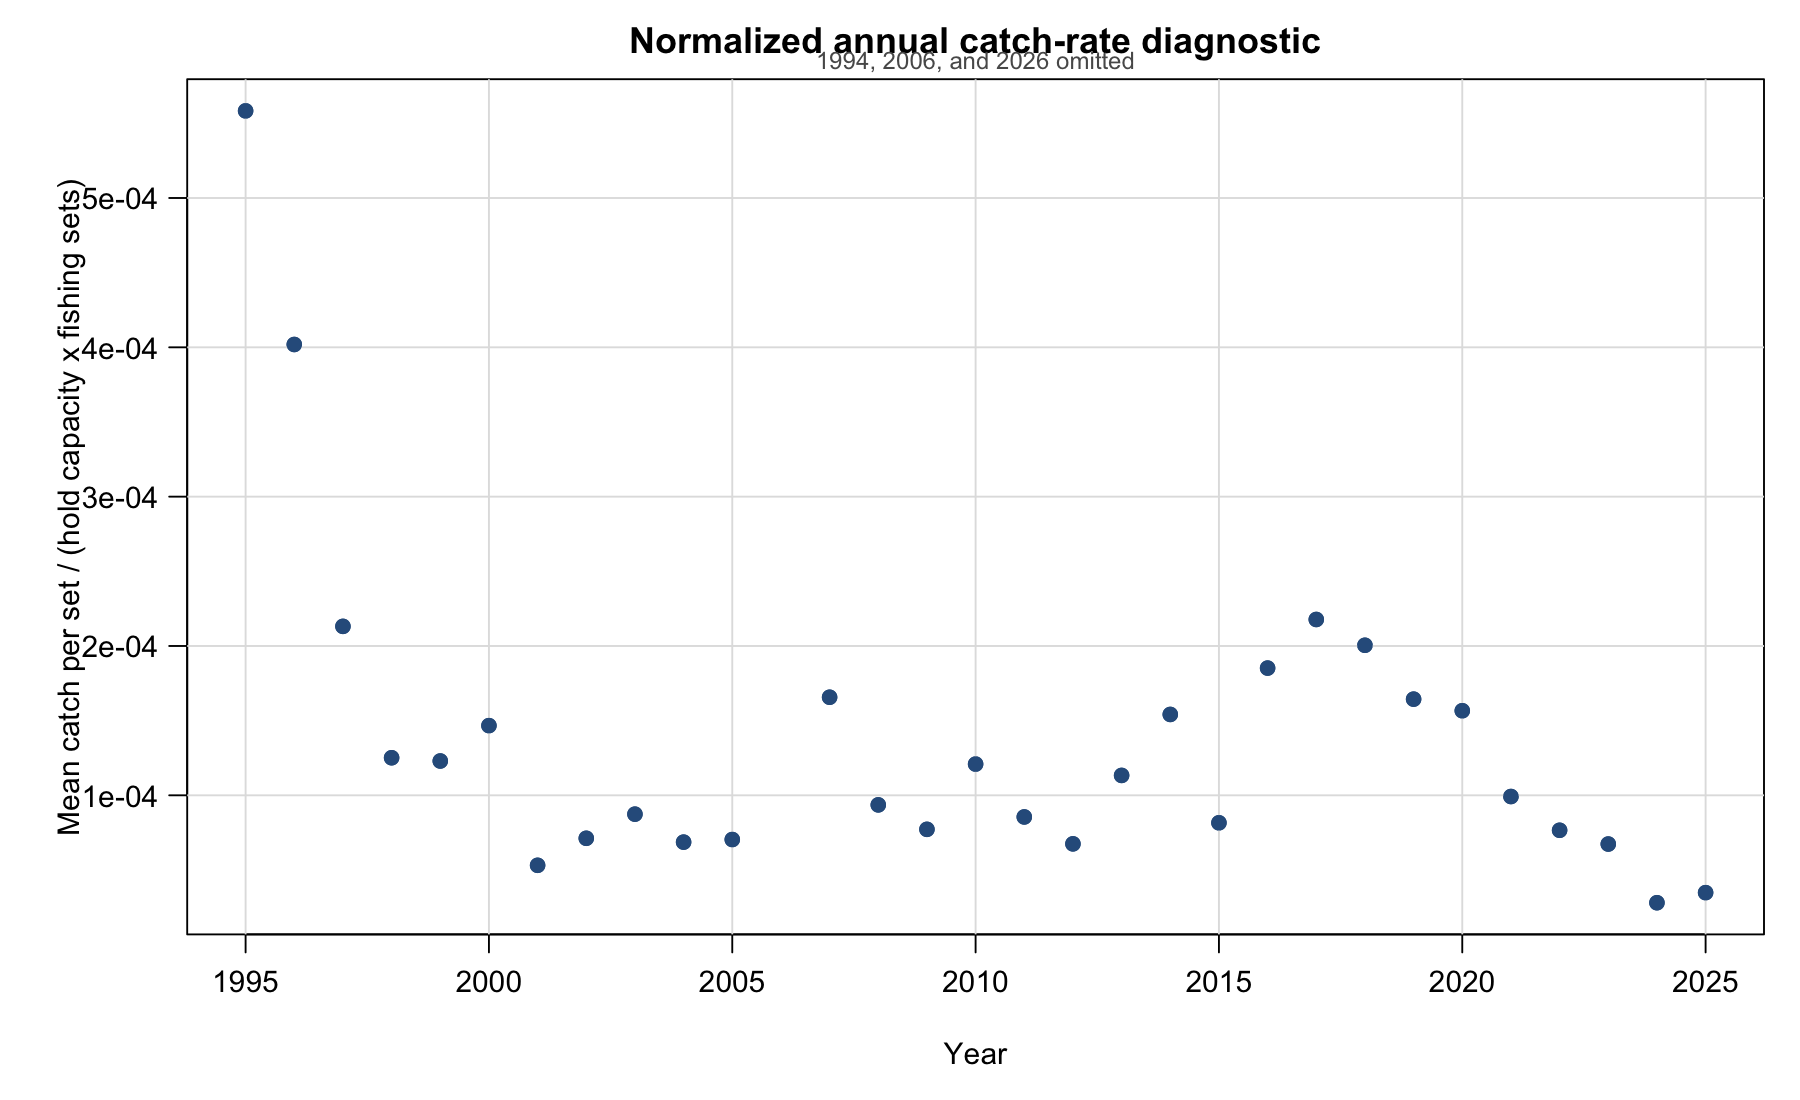 Normalized annual catch-rate diagnostic
1994, 2006, and 2026 omitted
Mean catch per set / (hold capacity x fishing sets)
5e-04
4e-04
3e-04
2e-04
1e-04
1995 2000 2005 2010 2015 2020 2025
Year